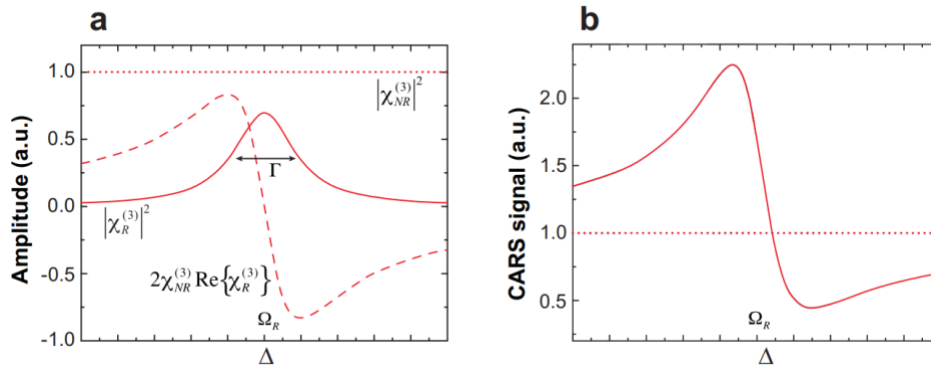 a
Amplitude (a.u.)
1.0
0.5
0.0
-0.5
-1.0
|χ_NR^(3)|^2
Γ
|χ_R^(3)|^2
2χ_NR^(3) Re{χ_R^(3)}
Ω_R
Δ
b
CARS signal (a.u.)
2.0
1.5
1.0
0.5
Ω_R
Δ